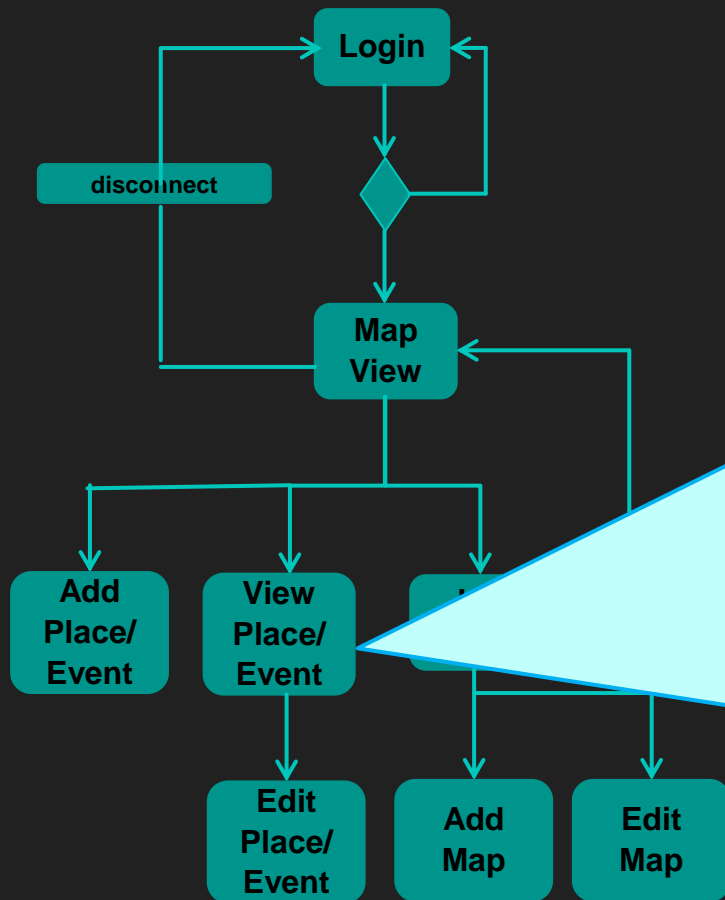 Login
disconnect
Map
View
Add
Place/
Event
View
Place/
Event
Edit
Place/
Event
Add
Map
Edit
Map